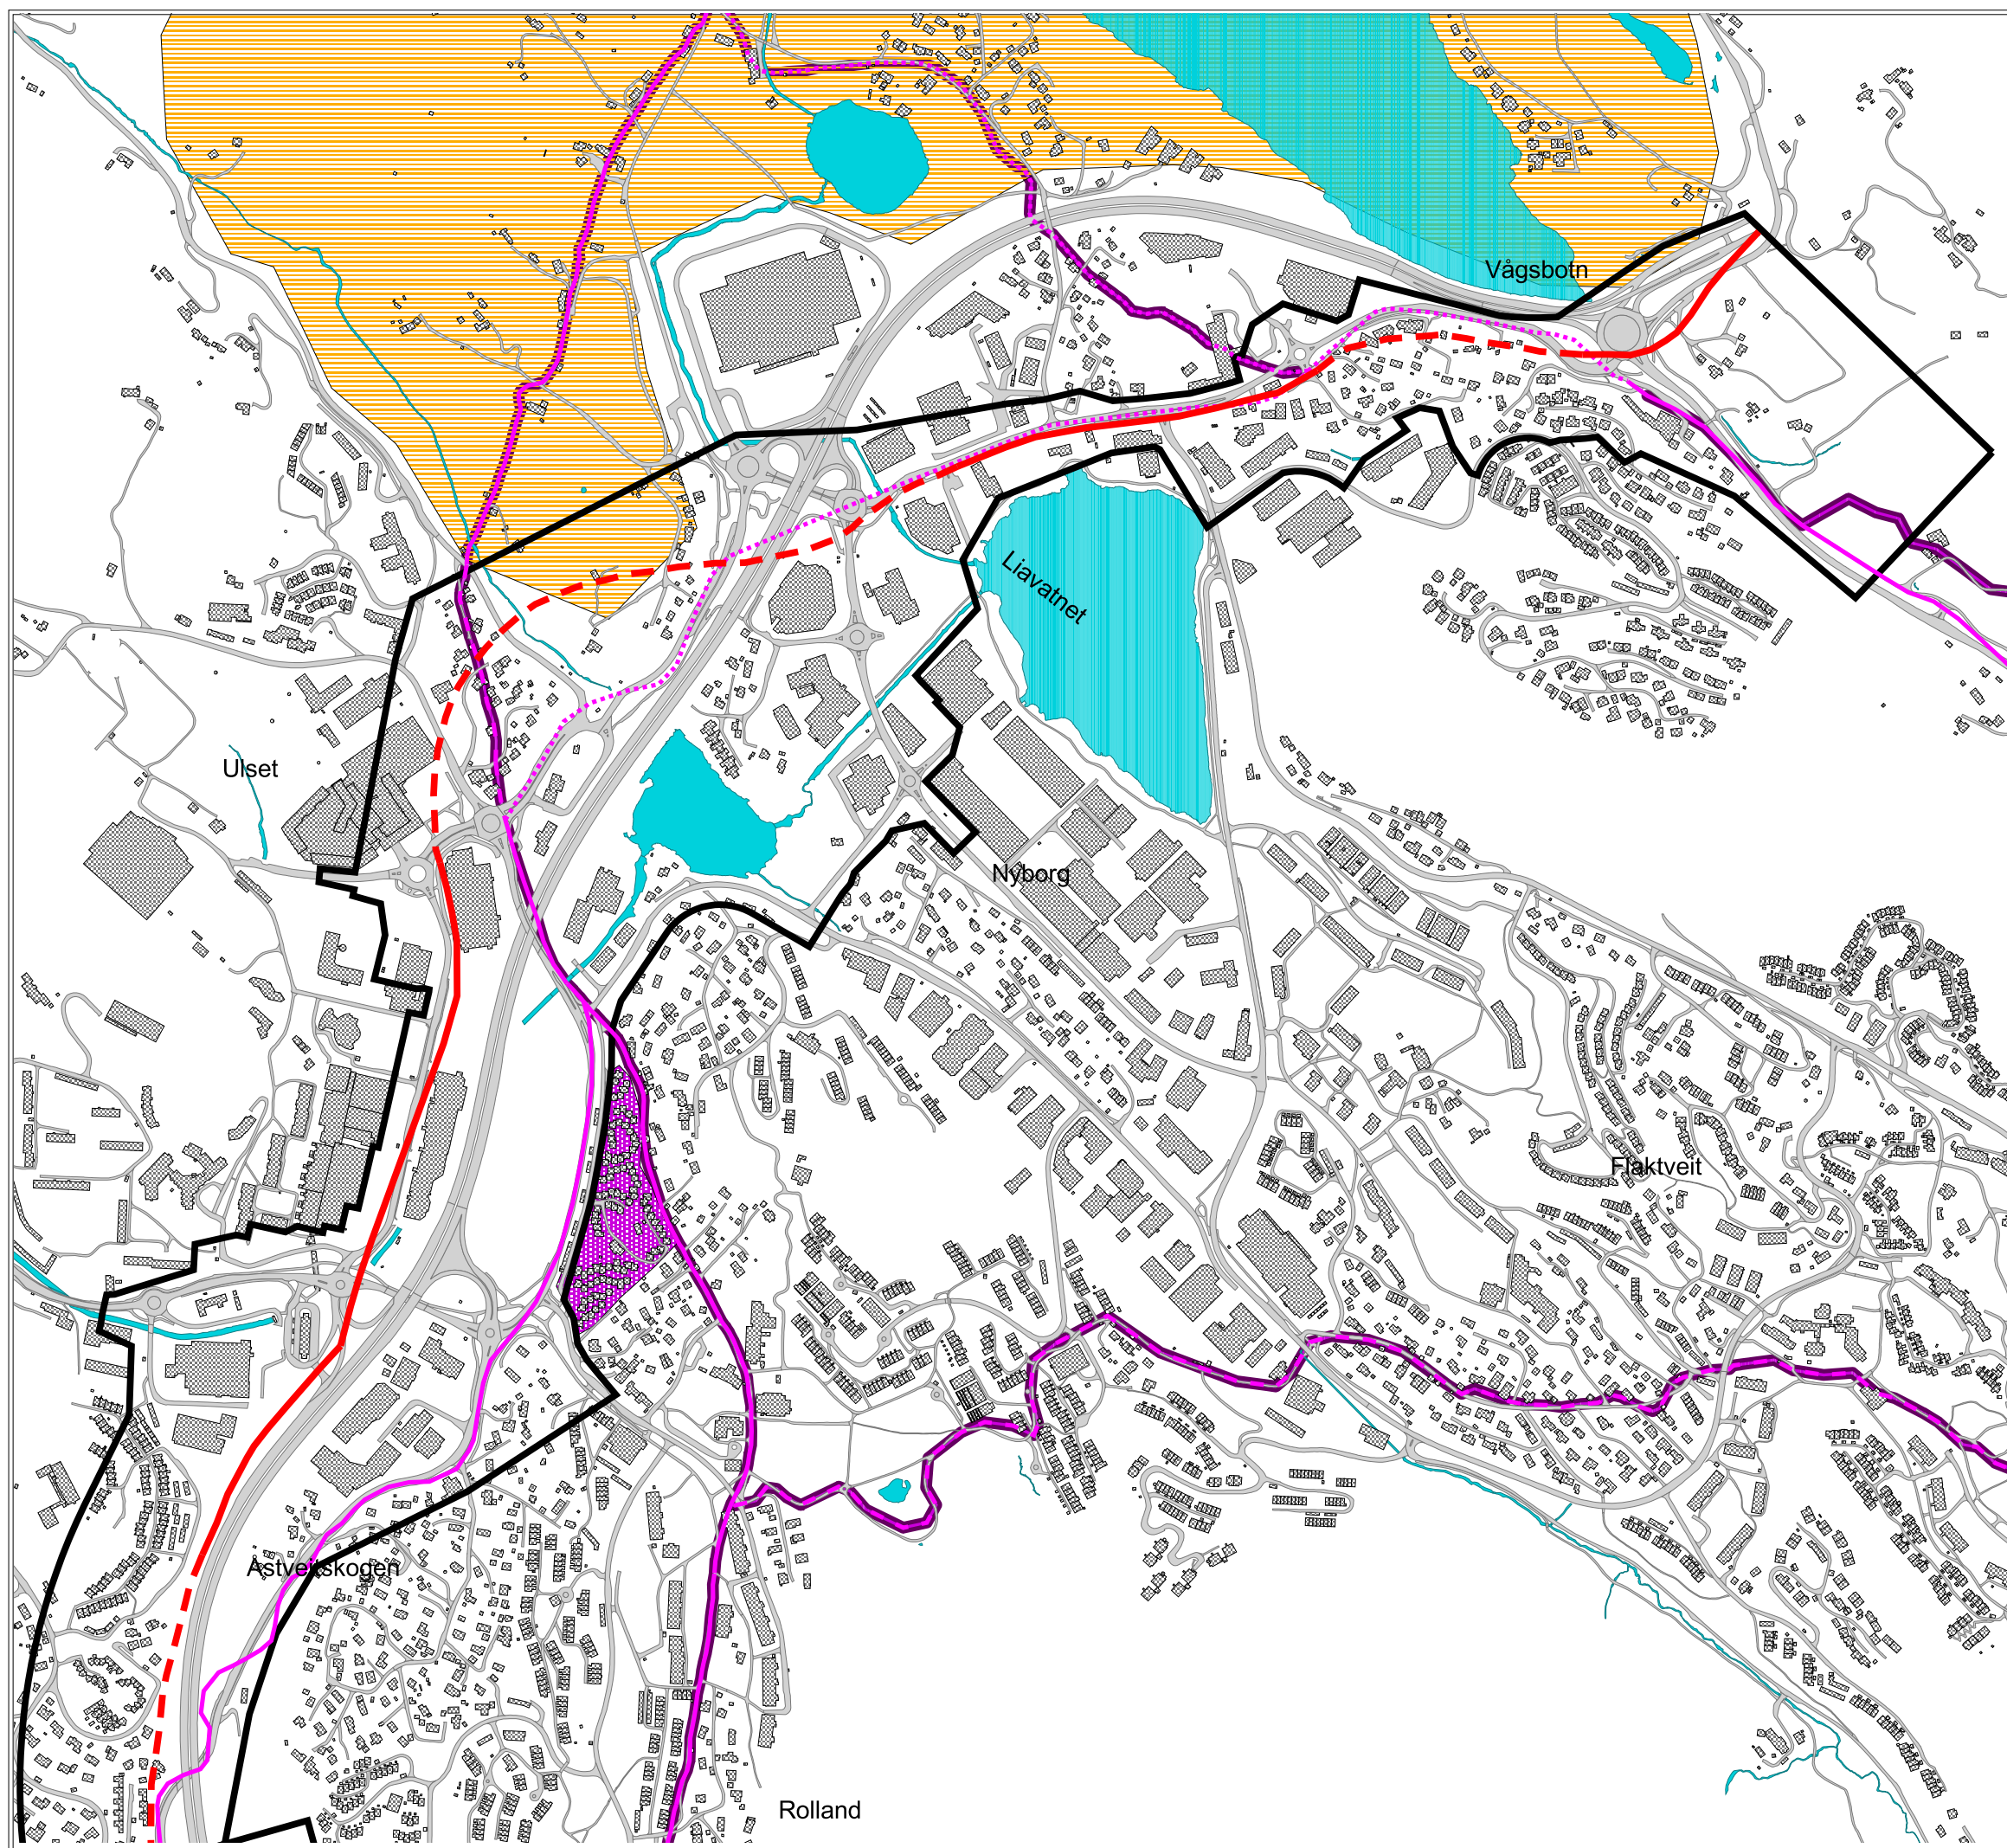 Vågsbotn
Liavatnet
Ulset
Nyborg
Flaktveit
Åstveitskogen
Rolland